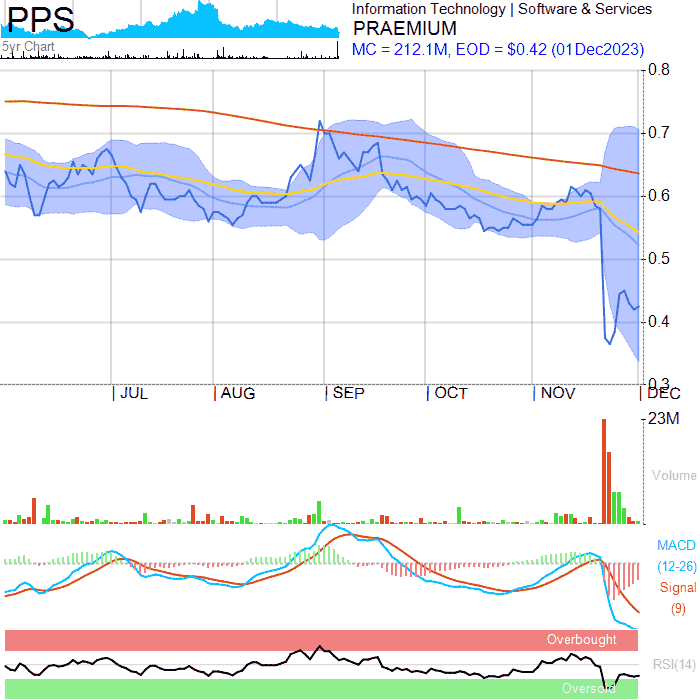 PPS
Information Technology | Software & Services
PRAEMIUM
5yr Chart
MC = 212.1M, EOD = $0.42 (01Dec2023)
0.8
0.7
0.6
0.5
0.4
0.3
JUL AUG SEP OCT NOV DEC
23M
Volume
MACD
(12-26)
Signal
(9)
Overbought
RSI(14)
Oversold